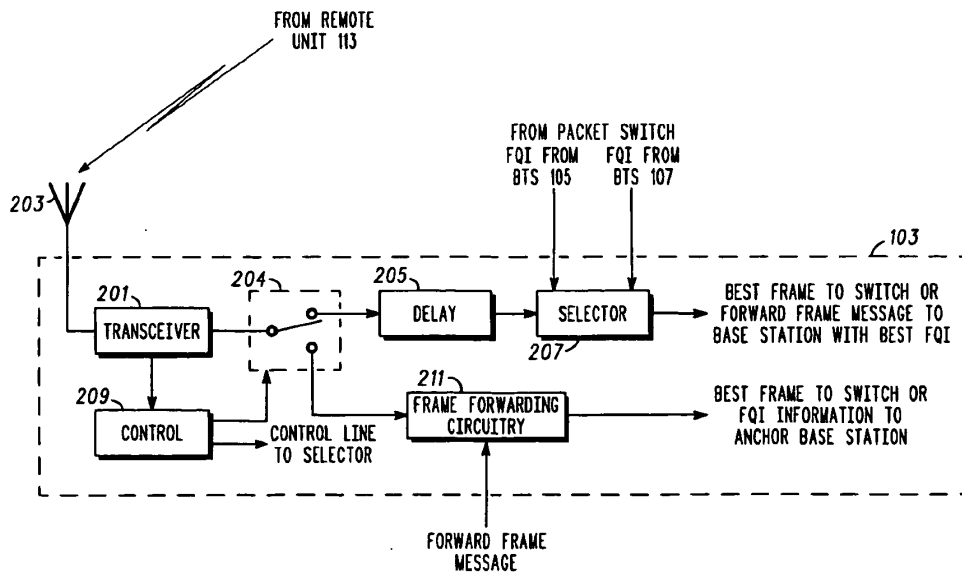 FROM REMOTE
UNIT 113
FROM PACKET SWITCH
FQI FROM
BTS 105
FQI FROM
BTS 107
203
103
201
TRANSCEIVER
204
205
DELAY
SELECTOR
207
BEST FRAME TO SWITCH OR
FORWARD FRAME MESSAGE TO
BASE STATION WITH BEST FQI
209
CONTROL
CONTROL LINE
TO SELECTOR
211
FRAME FORWARDING
CIRCUITRY
BEST FRAME TO SWITCH OR
FQI INFORMATION TO
ANCHOR BASE STATION
FORWARD FRAME
MESSAGE